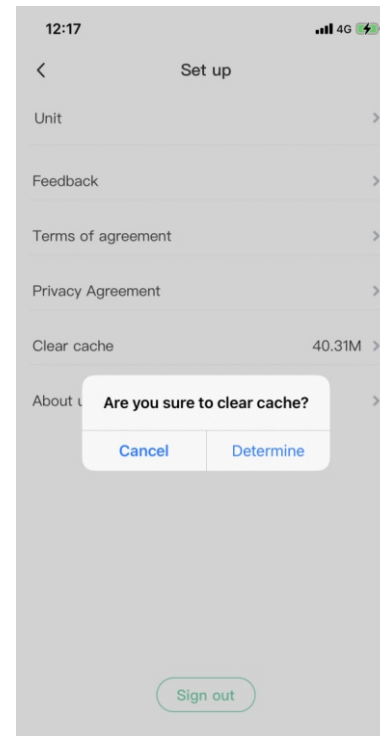 12:17
4G
Set up
Unit
Feedback
Terms of agreement
Privacy Agreement
Clear cache 40.31M
About u
Are you sure to clear cache?
Cancel Determine
Sign out